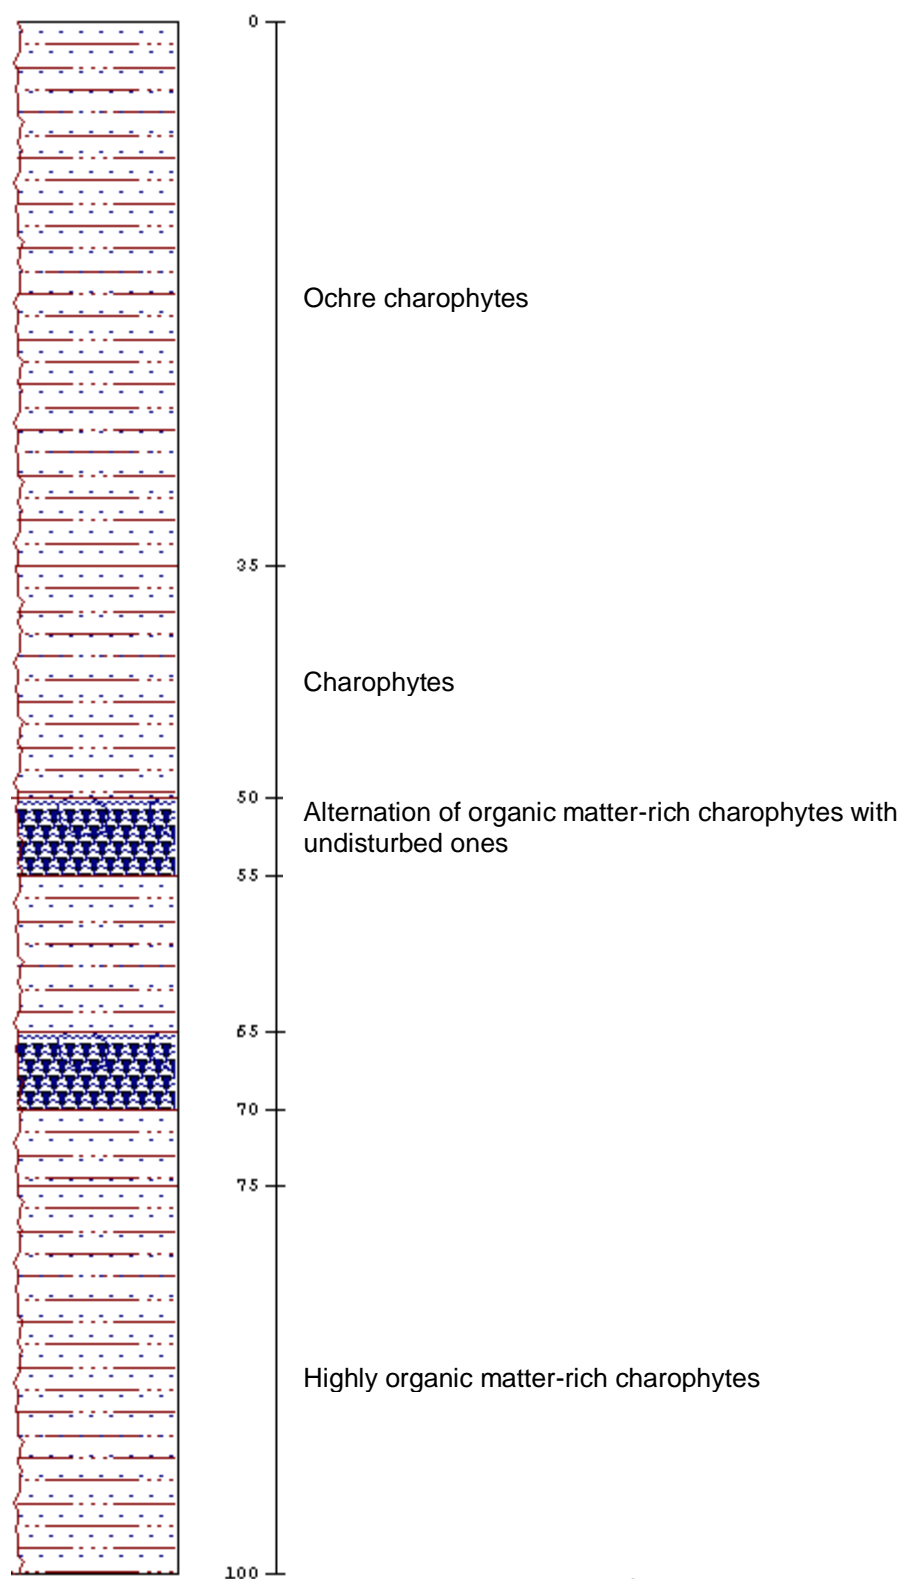 0
Ochre charophytes
35
Charophytes
50
Alternation of organic matter-rich charophytes with
undisturbed ones
55
65
70
75
Highly organic matter-rich charophytes
100